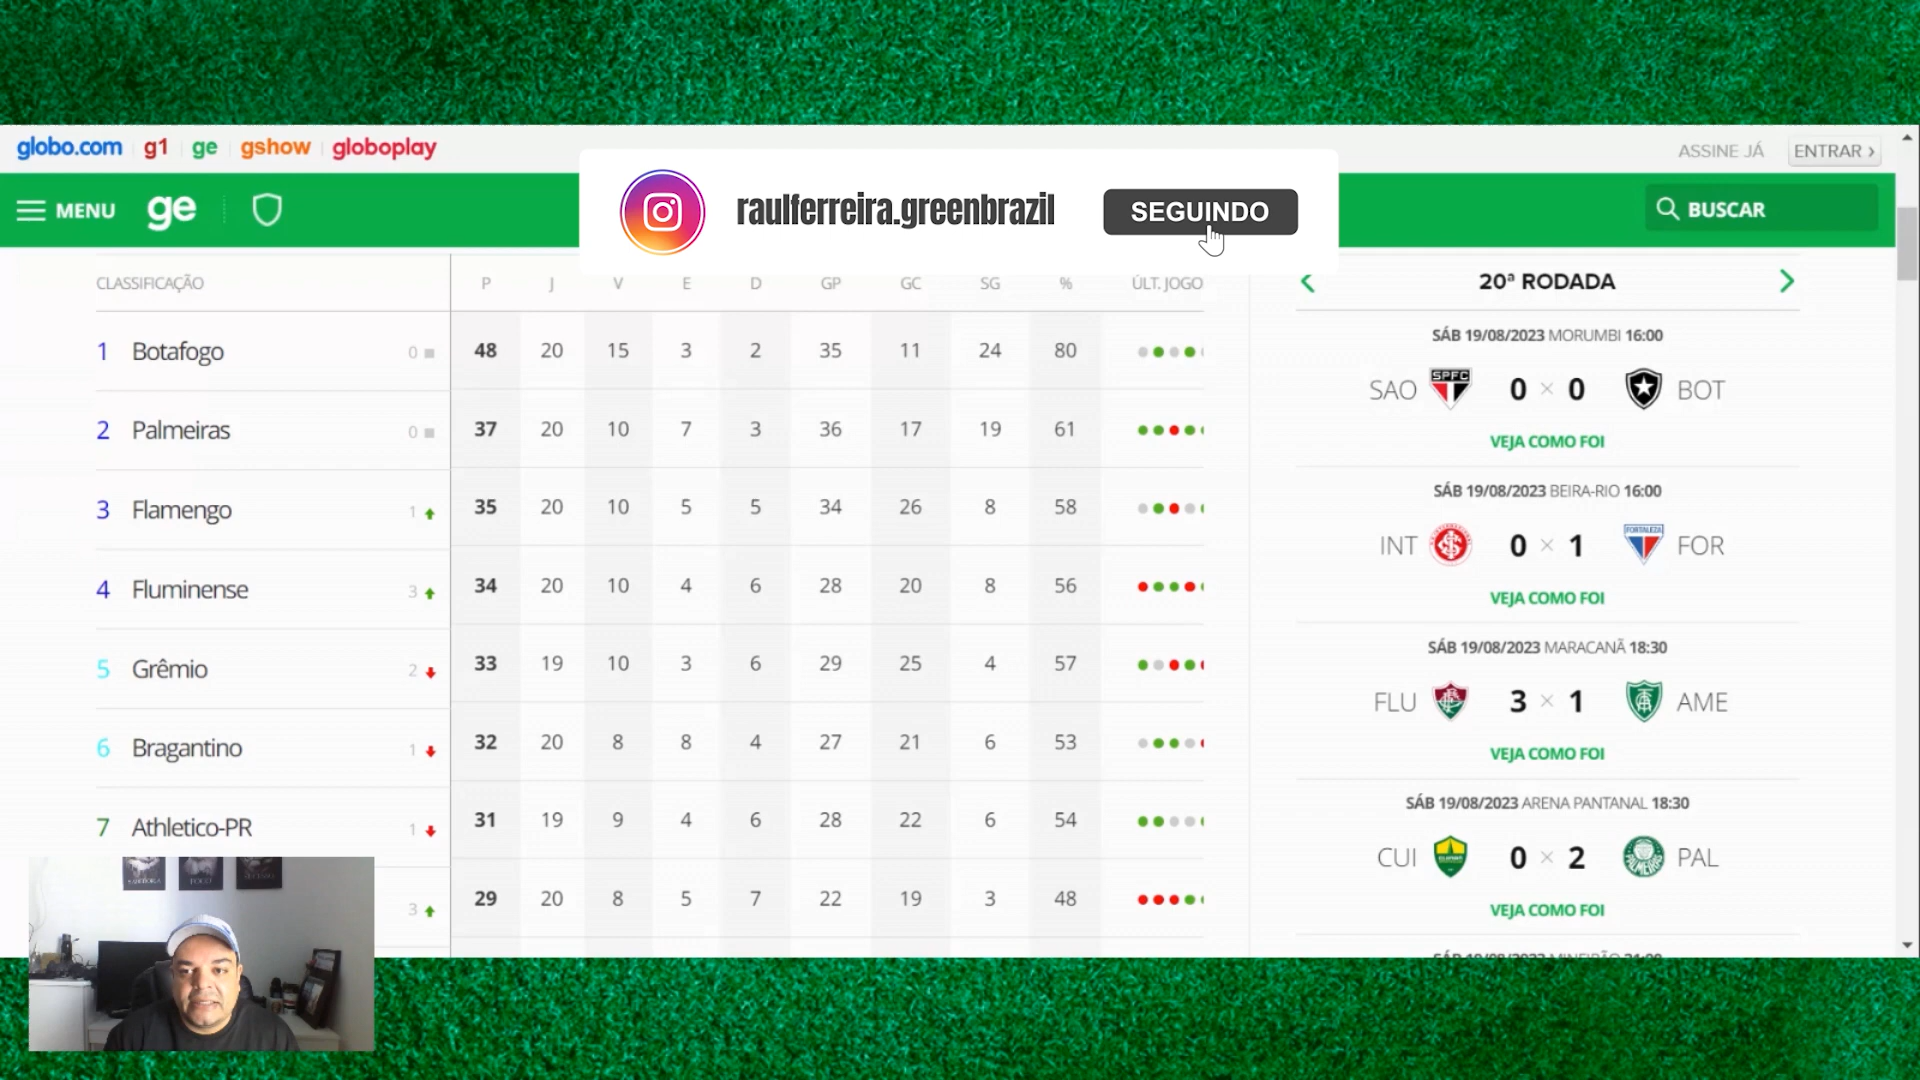 globo.com g1 ge gshow globoplay
ASSINE JÁ ENTRAR ›
MENU ge
raulferreira.greenbrazil SEGUINDO
BUSCAR
CLASSIFICAÇÃO P J V E D GP GC SG % ÚLT. JOGO
1 Botafogo 0 48 20 15 3 2 35 11 24 80
2 Palmeiras 0 37 20 10 7 3 36 17 19 61
3 Flamengo 1 35 20 10 5 5 34 26 8 58
4 Fluminense 3 34 20 10 4 6 28 20 8 56
5 Grêmio 2 33 19 10 3 6 29 25 4 57
6 Bragantino 1 32 20 8 8 4 27 21 6 53
7 Athletico-PR 1 31 19 9 4 6 28 22 6 54
3 29 20 8 5 7 22 19 3 48
20ª RODADA
SÁB 19/08/2023 MORUMBI 16:00
SAO SPFC 0 × 0 BOT
VEJA COMO FOI
SÁB 19/08/2023 BEIRA-RIO 16:00
INT 0 × 1 FORTALEZA FOR
VEJA COMO FOI
SÁB 19/08/2023 MARACANÃ 18:30
FLU 3 × 1 AME
VEJA COMO FOI
SÁB 19/08/2023 ARENA PANTANAL 18:30
CUI 0 × 2 PAL
VEJA COMO FOI